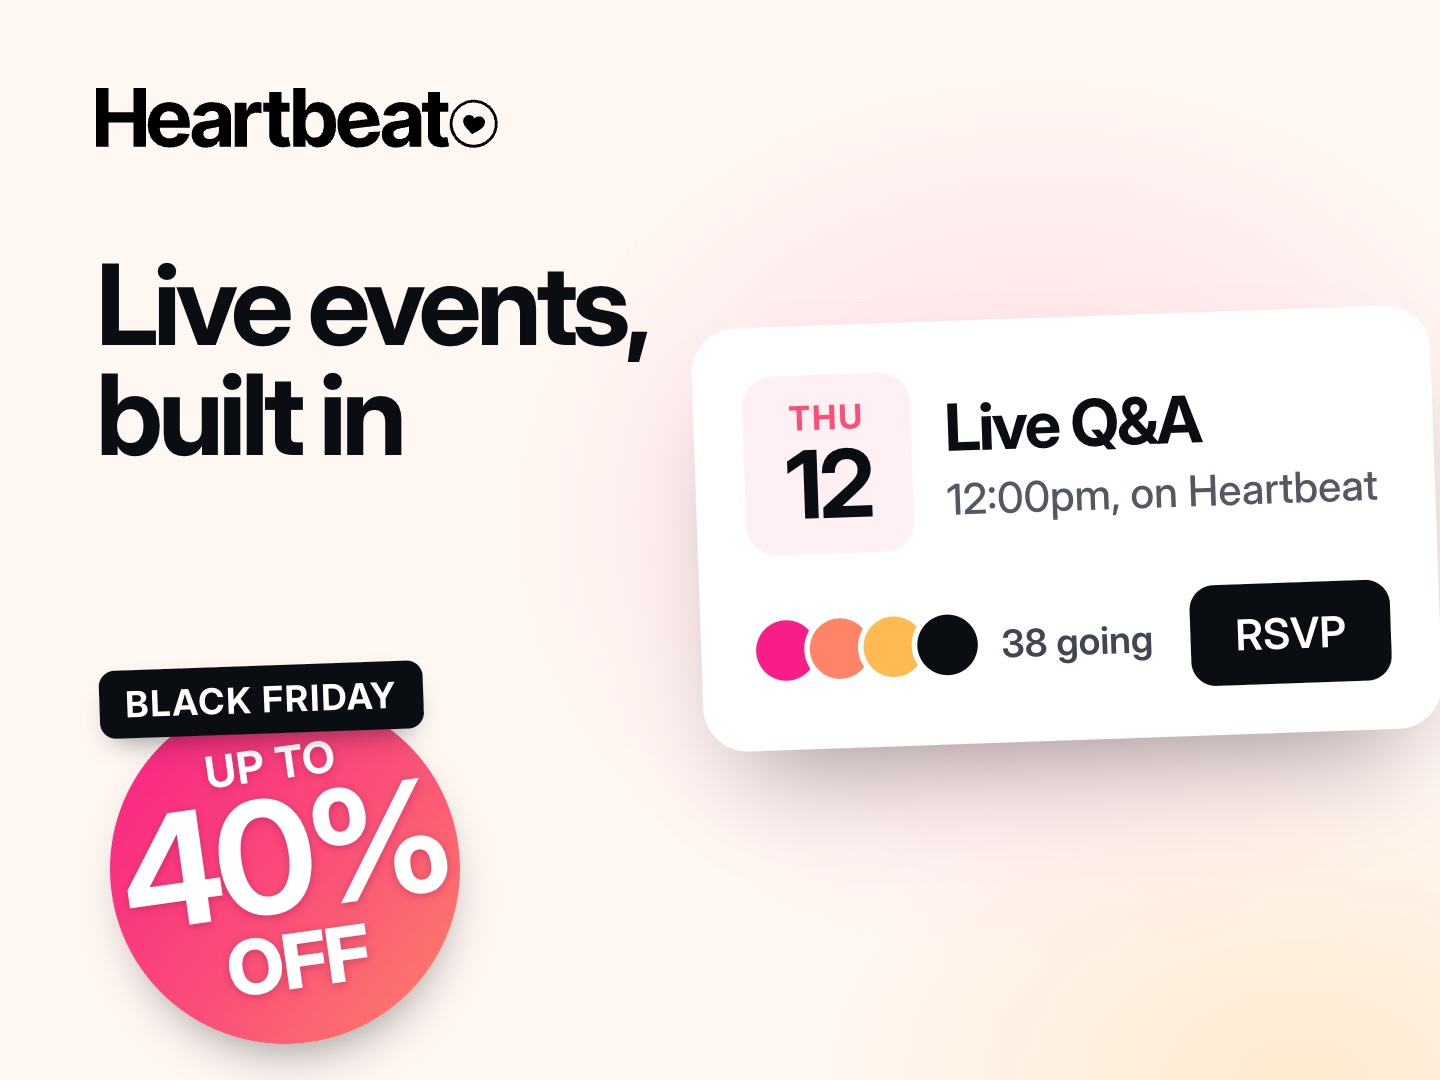 Heartbeat
Live events,
built in
THU
12
Live Q&A
12:00pm, on Heartbeat
38 going
RSVP
BLACK FRIDAY
UP TO
40%
OFF